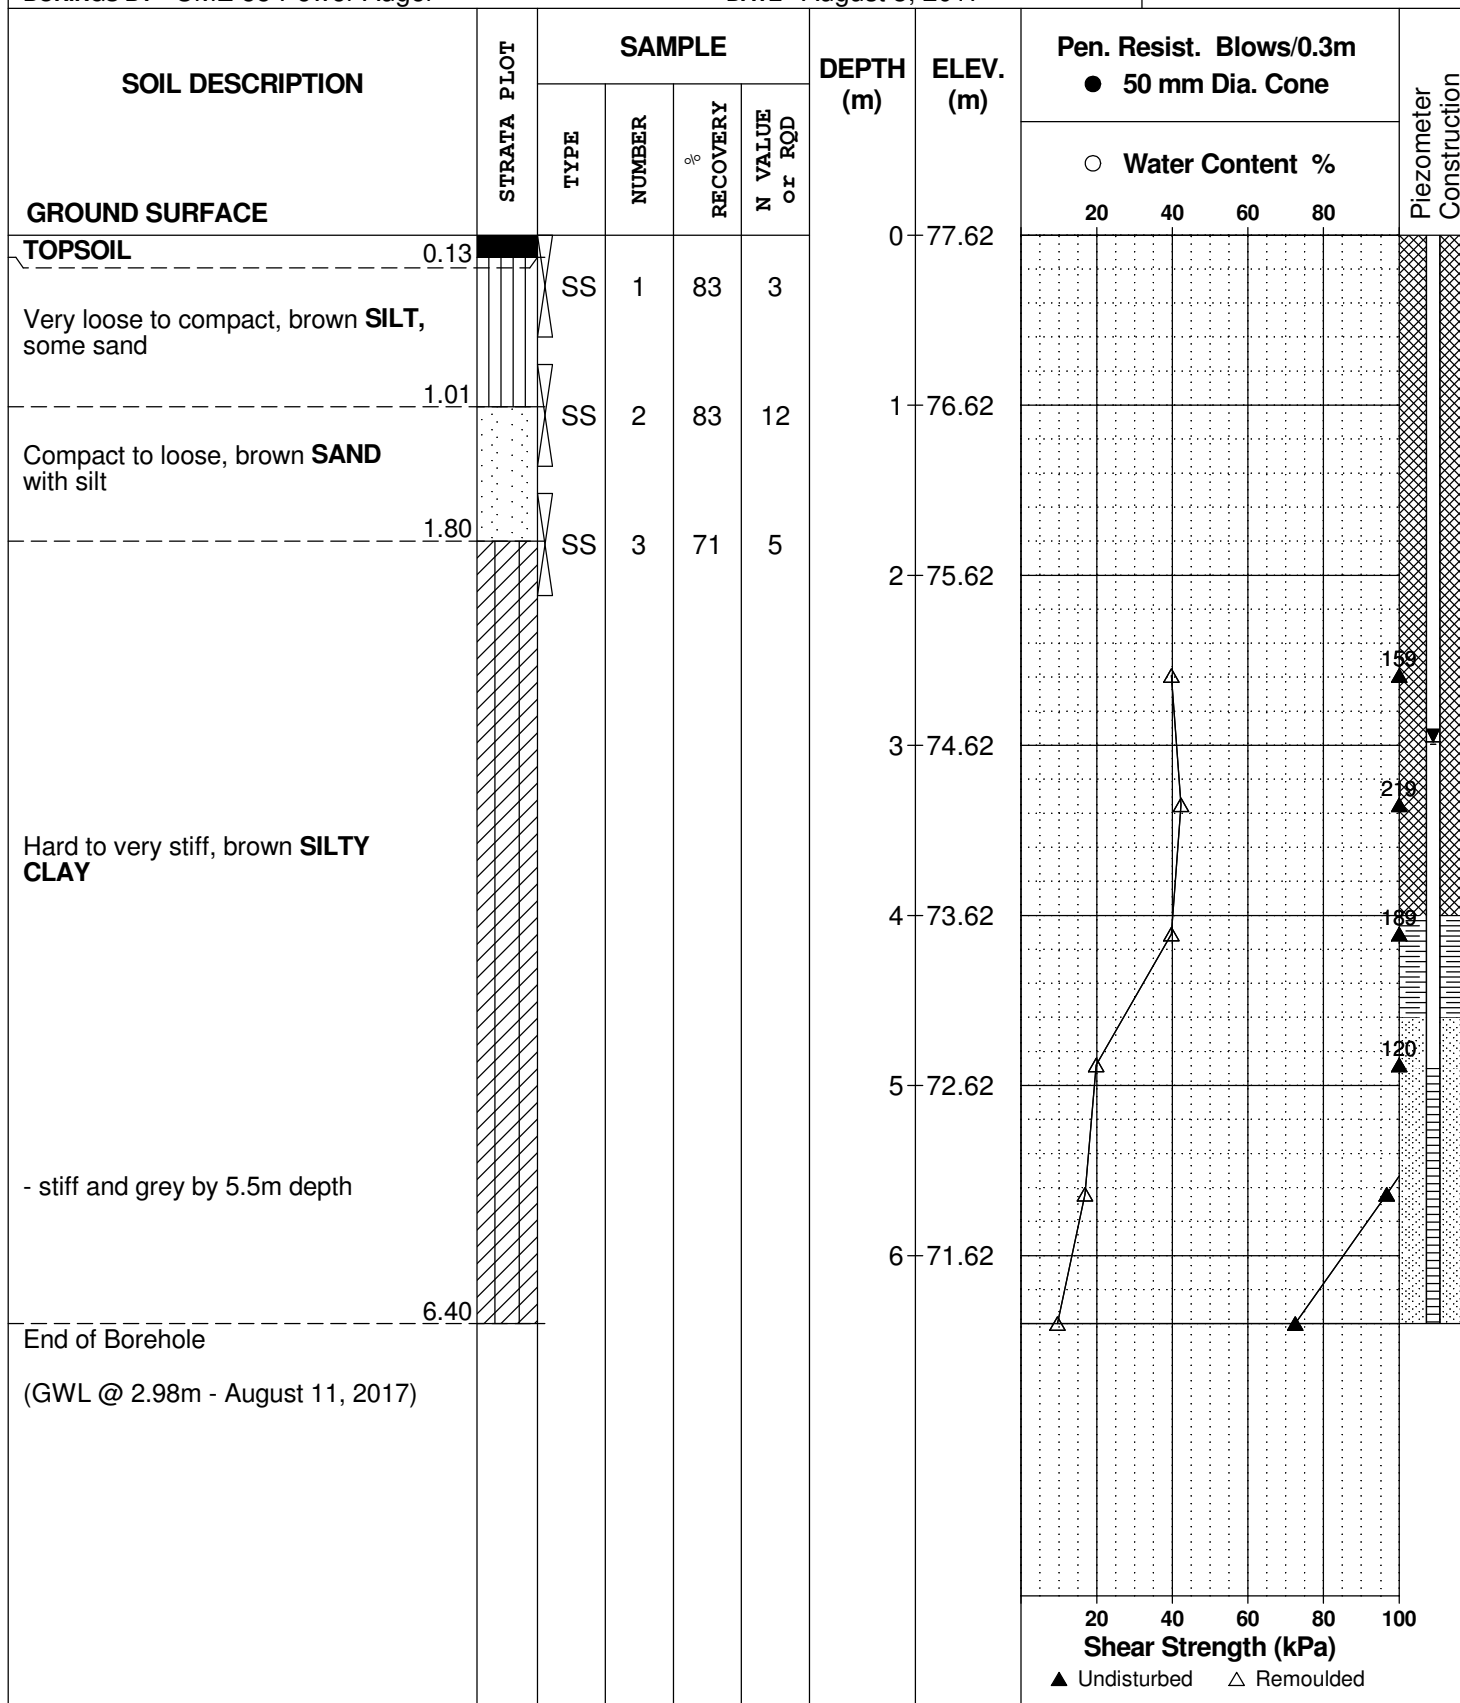 SOIL DESCRIPTION
GROUND SURFACE
STRATA PLOT
SAMPLE
TYPE
NUMBER
% RECOVERY
N VALUE or RQD
DEPTH
(m)
ELEV.
(m)
Pen. Resist. Blows/0.3m
● 50 mm Dia. Cone
○ Water Content %
20 40 60 80
Piezometer
Construction
TOPSOIL 0.13
0 77.62
SS 1 83 3
Very loose to compact, brown SILT,
some sand
1.01
SS 2 83 12
1 76.62
Compact to loose, brown SAND
with silt
1.80
SS 3 71 5
2 75.62
159
3 74.62
219
Hard to very stiff, brown SILTY
CLAY
4 73.62
189
120
5 72.62
- stiff and grey by 5.5m depth
6 71.62
6.40
End of Borehole
(GWL @ 2.98m - August 11, 2017)
20 40 60 80 100
Shear Strength (kPa)
▲ Undisturbed △ Remoulded